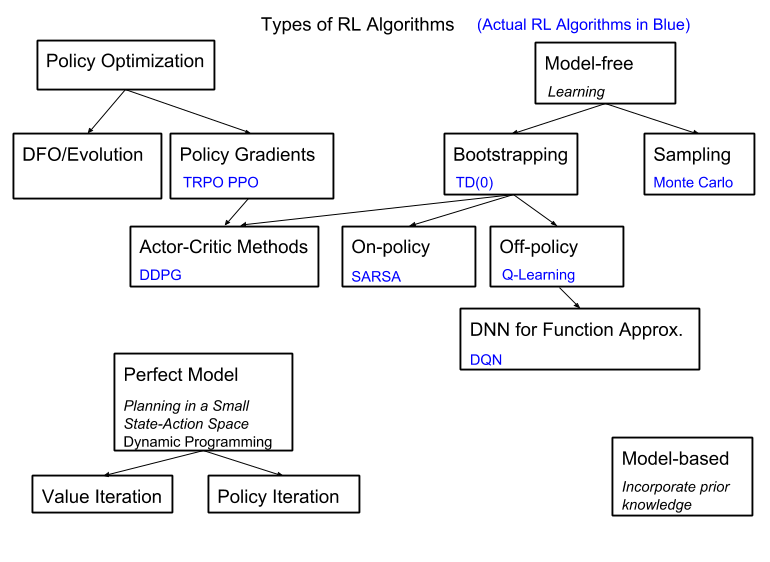 Types of RL Algorithms (Actual RL Algorithms in Blue)
Policy Optimization
Model-free
Learning
DFO/Evolution
Policy Gradients
TRPO PPO
Bootstrapping
TD(0)
Sampling
Monte Carlo
Actor-Critic Methods
DDPG
On-policy
SARSA
Off-policy
Q-Learning
DNN for Function Approx.
DQN
Perfect Model
Planning in a Small
State-Action Space
Dynamic Programming
Value Iteration
Policy Iteration
Model-based
Incorporate prior
knowledge